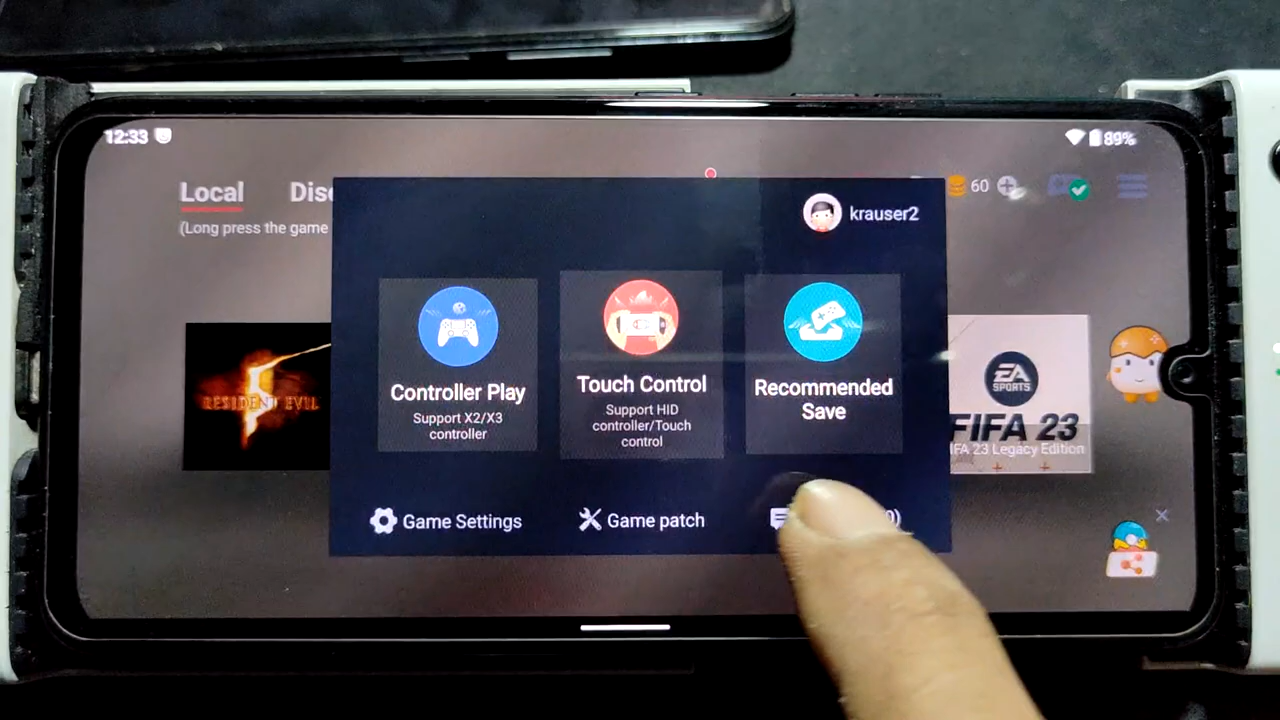 12:33
89%
Local
(Long press the game
60
krauser2
RESIDENT EVIL
5
Controller Play
Support X2/X3
controller
Touch Control
Support HID
controller/Touch
control
Recommended
Save
EA
SPORTS
FIFA 23
FIFA 23 Legacy Edition
Game Settings
Game patch